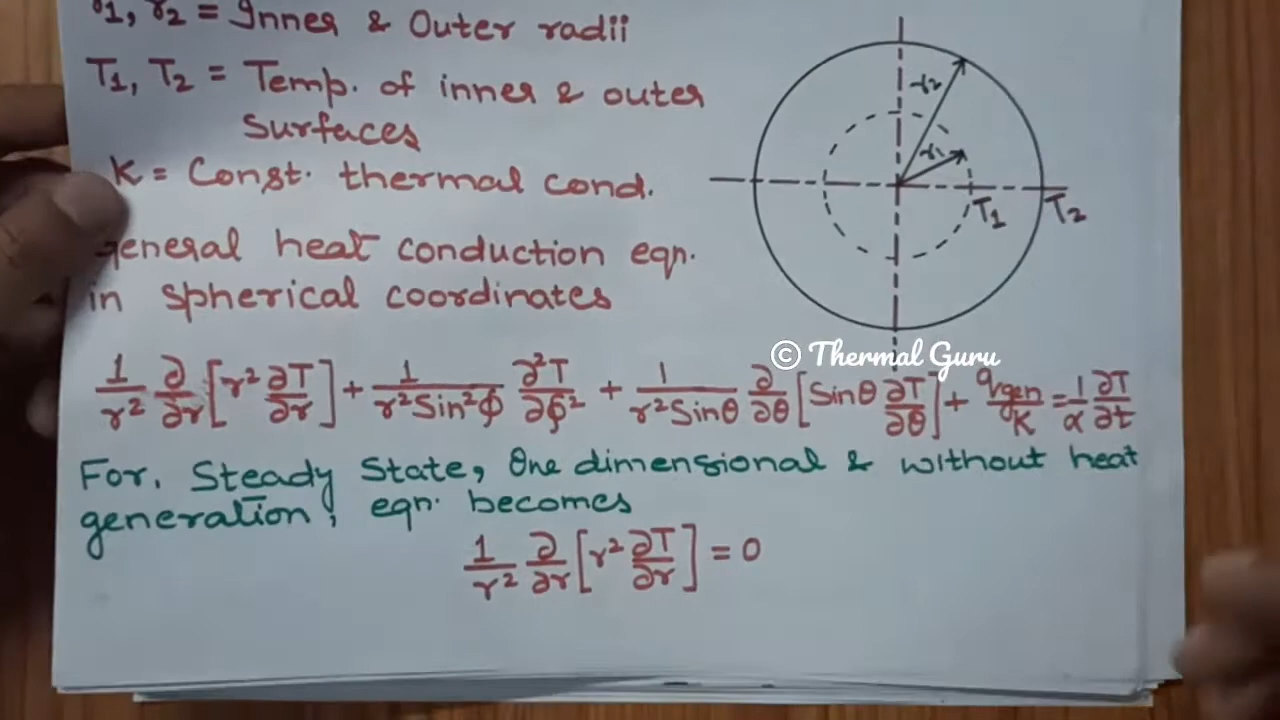 r1, r2 = Inner & Outer radii
T1, T2 = Temp. of inner & outer
Surfaces
K = Const. thermal cond.
general heat conduction eqn.
in spherical coordinates
r2
r1
T1
T2
© Thermal Guru
1/r² ∂/∂r [r² ∂T/∂r] + 1/(r² Sin²φ) ∂²T/∂φ² + 1/(r² Sinθ) ∂/∂θ [Sinθ ∂T/∂θ] + qgen/K = 1/α ∂T/∂t
For, Steady State, One dimensional & without heat
generation, eqn. becomes
1/r² ∂/∂r [r² ∂T/∂r] = 0